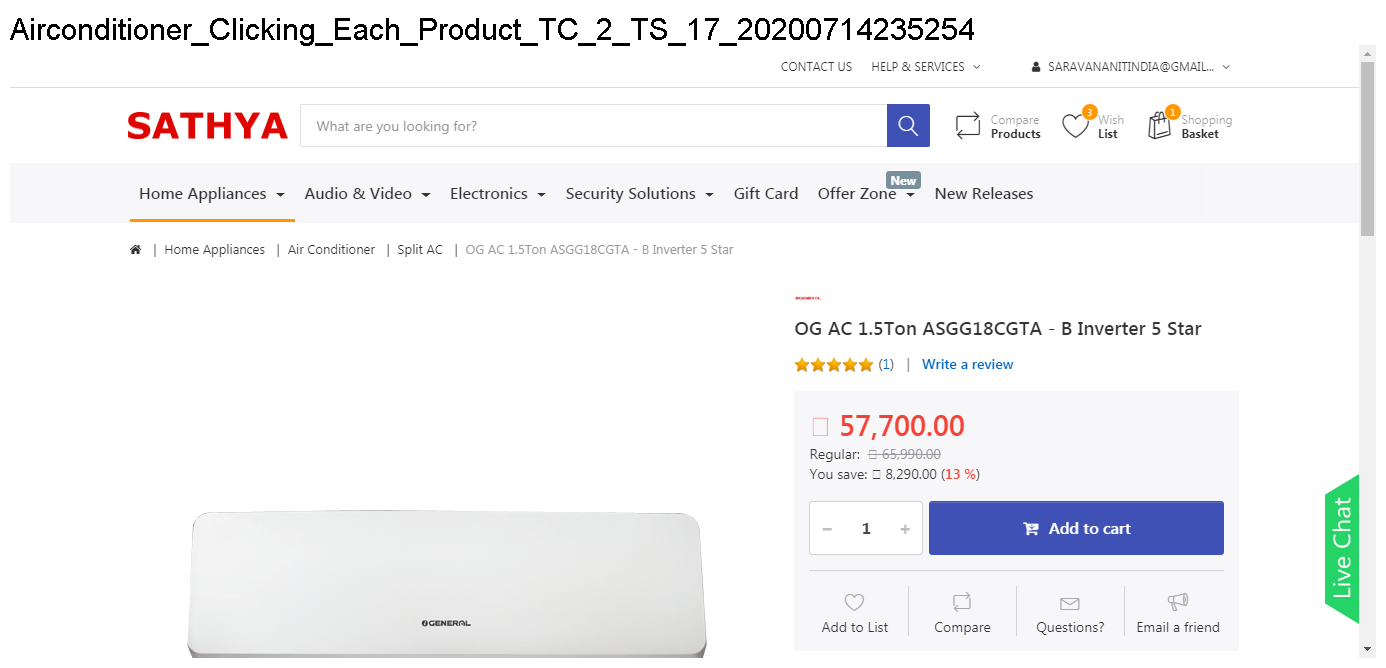 Airconditioner_Clicking_Each_Product_TC_2_TS_17_20200714235254
CONTACT US HELP & SERVICES SARAVANANITINDIA@GMAIL...
SATHYA What are you looking for? Compare Products 3 Wish List 1 Shopping Basket
New
Home Appliances Audio & Video Electronics Security Solutions Gift Card Offer Zone New Releases
| Home Appliances | Air Conditioner | Split AC | OG AC 1.5Ton ASGG18CGTA - B Inverter 5 Star
OG AC 1.5Ton ASGG18CGTA - B Inverter 5 Star
(1) | Write a review
57,700.00
Regular: 65,990.00
You save: 8,290.00 (13 %)
− 1 + Add to cart
Live Chat
GENERAL
Add to List Compare Questions? Email a friend